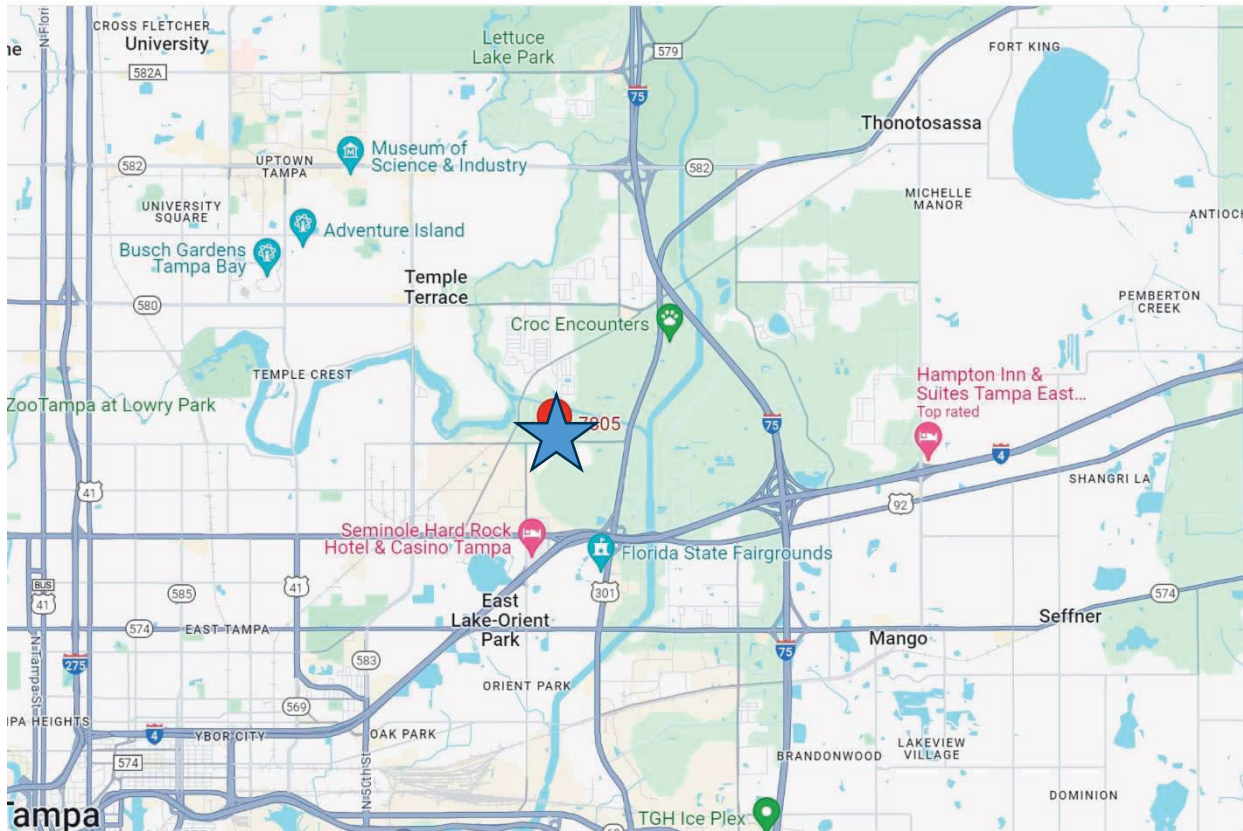 CROSS FLETCHER
University
582A
Lettuce
Lake Park
579
75
FORT KING
Thonotosassa
Museum of
Science & Industry
UPTOWN
TAMPA
582
582
MICHELLE
MANOR
UNIVERSITY
SQUARE
ANTIOCH
Adventure Island
Busch Gardens
Tampa Bay
Temple
Terrace
580
PEMBERTON
CREEK
Croc Encounters
TEMPLE CREST
ZooTampa at Lowry Park
Hampton Inn &
Suites Tampa East...
Top rated
7805
75
4
41
SHANGRI LA
92
Seminole Hard Rock
Hotel & Casino Tampa
Florida State Fairgrounds
BUS
41
41
585
301
574
East
Lake-Orient
Park
Seffner
574
EAST TAMPA
Mango
N Tampa St
275
583
75
ORIENT PARK
569
PA HEIGHTS
4
YBOR CITY
OAK PARK
BRANDONWOOD
LAKEVIEW
VILLAGE
574
N 50th St
DOMINION
Tampa
TGH Ice Plex